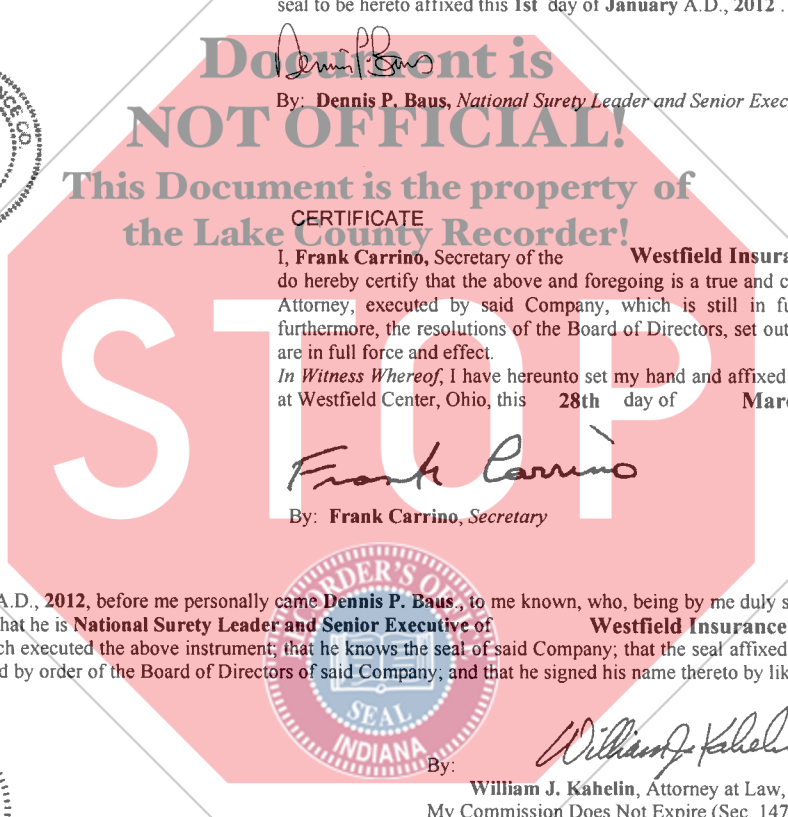 seal to be hereto affixed this 1st day of January A.D., 2012 .
Dennis P. Baus
Document is
By: Dennis P. Baus, National Surety Leader and Senior Exec
NOT OFFICIAL!
NCE CO.
This Document is the property of
the Lake County Recorder!
CERTIFICATE
I, Frank Carrino, Secretary of the Westfield Insura
do hereby certify that the above and foregoing is a true and c
Attorney, executed by said Company, which is still in fu
furthermore, the resolutions of the Board of Directors, set out
are in full force and effect.
In Witness Whereof, I have hereunto set my hand and affixed
at Westfield Center, Ohio, this 28th day of Marc
STOP
Frank Carrino
By: Frank Carrino, Secretary
A.D., 2012, before me personally came Dennis P. Baus., to me known, who, being by me duly s
hat he is National Surety Leader and Senior Executive of Westfield Insurance
ch executed the above instrument; that he knows the seal of said Company; that the seal affixed
d by order of the Board of Directors of said Company; and that he signed his name thereto by lik
SEAL
INDIANA
William J. Kahelin
By:
William J. Kahelin, Attorney at Law,
My Commission Does Not Expire (Sec. 147